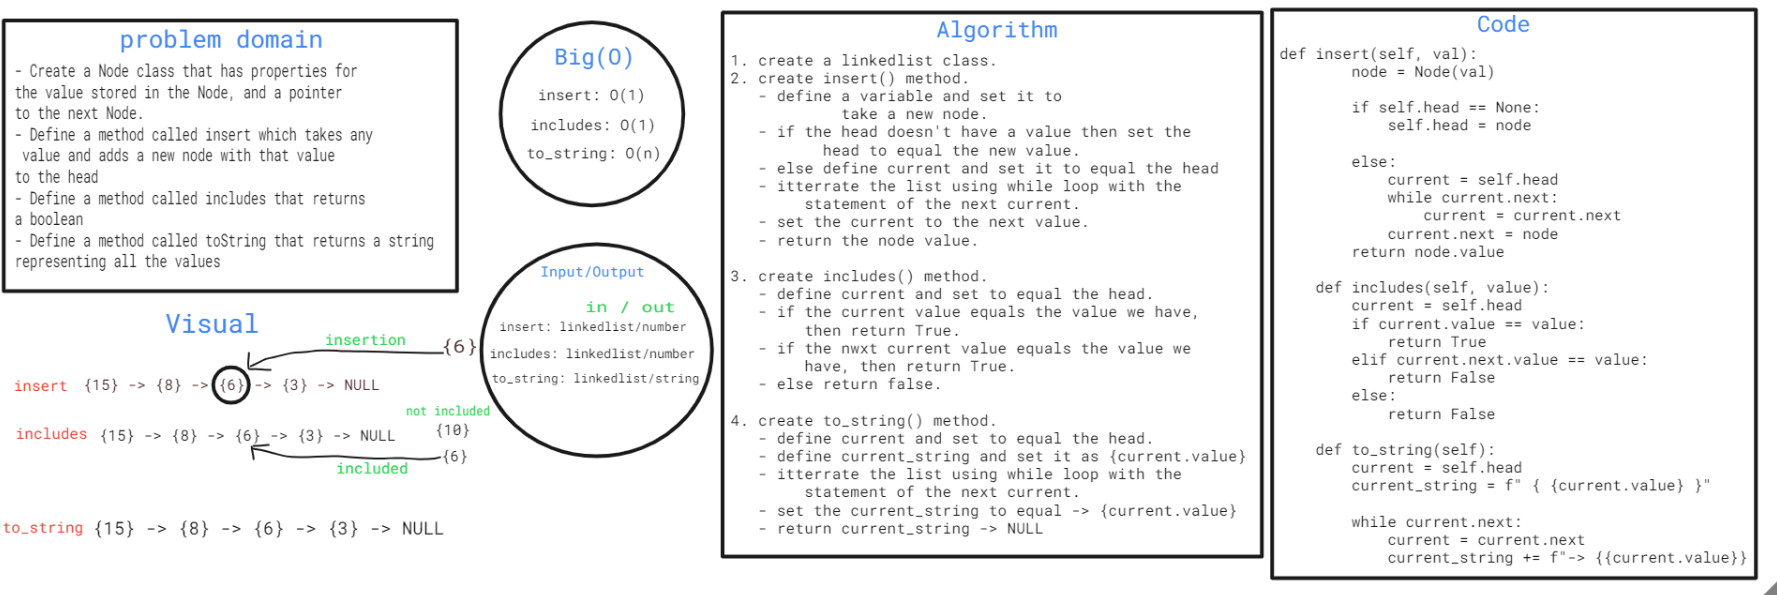 problem domain
- Create a Node class that has properties for
the value stored in the Node, and a pointer
to the next Node.
- Define a method called insert which takes any
value and adds a new node with that value
to the head
- Define a method called includes that returns
a boolean
- Define a method called toString that returns a string
representing all the values
Big(O)
insert: O(1)
includes: O(1)
to_string: O(n)
Input/Output
in / out
insert: linkedlist/number
includes: linkedlist/number
to_string: linkedlist/string
Visual
insertion
{6}
insert {15} -> {8} -> {6} -> {3} -> NULL
not included
{10}
includes {15} -> {8} -> {6} -> {3} -> NULL
{6}
included
to_string {15} -> {8} -> {6} -> {3} -> NULL
Algorithm
1. create a linkedlist class.
2. create insert() method.
- define a variable and set it to
take a new node.
- if the head doesn't have a value then set the
head to equal the new value.
- else define current and set it to equal the head
- itterrate the list using while loop with the
statement of the next current.
- set the current to the next value.
- return the node value.
3. create includes() method.
- define current and set to equal the head.
- if the current value equals the value we have,
then return True.
- if the nwxt current value equals the value we
have, then return True.
- else return false.
4. create to_string() method.
- define current and set to equal the head.
- define current_string and set it as {current.value}
- itterrate the list using while loop with the
statement of the next current.
- set the current_string to equal -> {current.value}
- return current_string -> NULL
Code
def insert(self, val):
node = Node(val)
if self.head == None:
self.head = node
else:
current = self.head
while current.next:
current = current.next
current.next = node
return node.value
def includes(self, value):
current = self.head
if current.value == value:
return True
elif current.next.value == value:
return False
else:
return False
def to_string(self):
current = self.head
current_string = f" { {current.value} }"
while current.next:
current = current.next
current_string += f"-> {{current.value}}